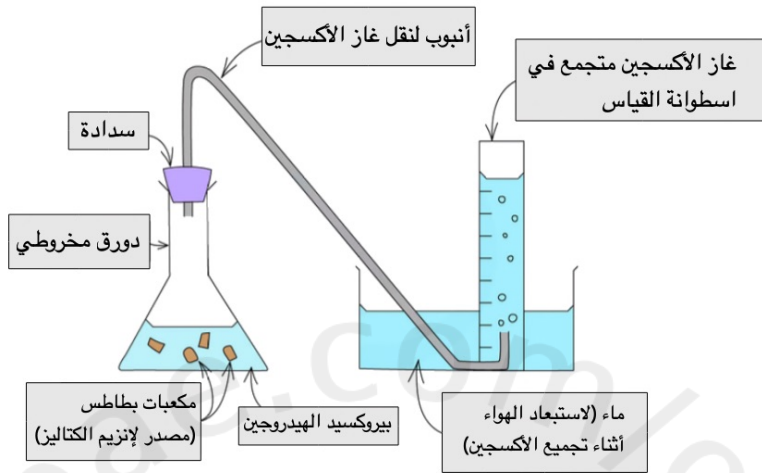 أنبوب لنقل غاز الأكسجين
غاز الأكسجين متجمع في
اسطوانة القياس
سدادة
دورق مخروطي
مكعبات بطاطس
(مصدر لإنزيم الكتاليز)
بيروكسيد الهيدروجين
ماء (لاستبعاد الهواء
أثناء تجميع الأكسجين)